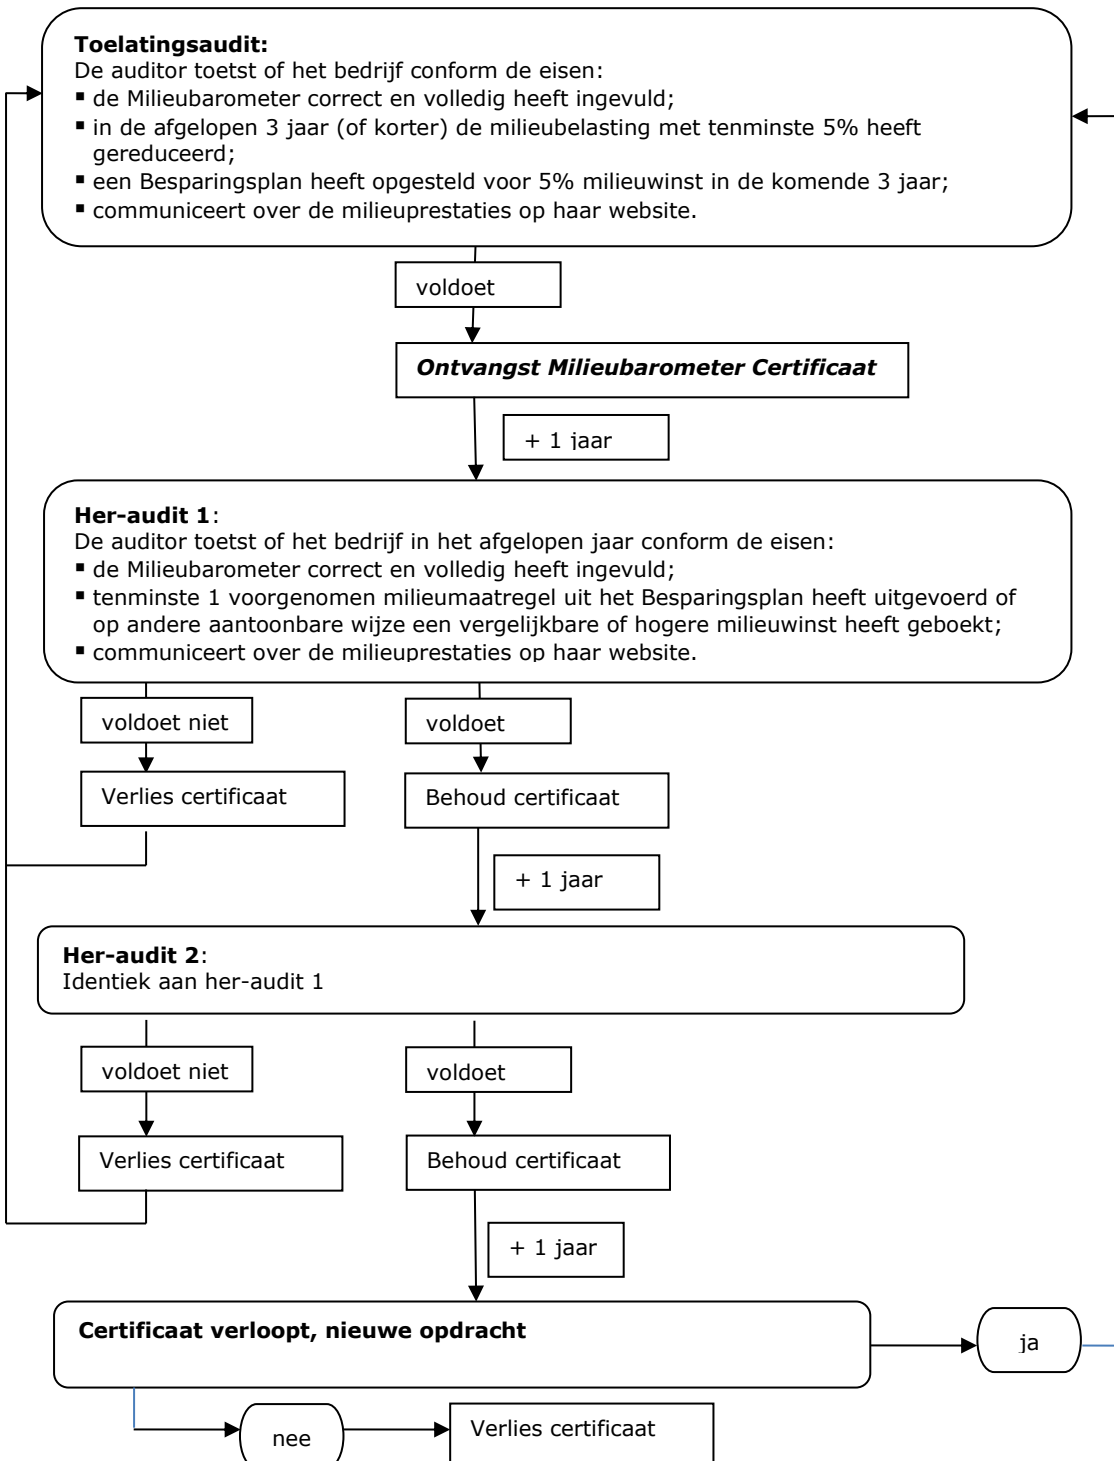 Toelatingsaudit:
De auditor toetst of het bedrijf conform de eisen:
▪ de Milieubarometer correct en volledig heeft ingevuld;
▪ in de afgelopen 3 jaar (of korter) de milieubelasting met tenminste 5% heeft
gereduceerd;
▪ een Besparingsplan heeft opgesteld voor 5% milieuwinst in de komende 3 jaar;
▪ communiceert over de milieuprestaties op haar website.
voldoet
Ontvangst Milieubarometer Certificaat
+ 1 jaar
Her-audit 1:
De auditor toetst of het bedrijf in het afgelopen jaar conform de eisen:
▪ de Milieubarometer correct en volledig heeft ingevuld;
▪ tenminste 1 voorgenomen milieumaatregel uit het Besparingsplan heeft uitgevoerd of
op andere aantoonbare wijze een vergelijkbare of hogere milieuwinst heeft geboekt;
▪ communiceert over de milieuprestaties op haar website.
voldoet niet
voldoet
Verlies certificaat
Behoud certificaat
+ 1 jaar
Her-audit 2:
Identiek aan her-audit 1
voldoet niet
voldoet
Verlies certificaat
Behoud certificaat
+ 1 jaar
Certificaat verloopt, nieuwe opdracht
ja
nee
Verlies certificaat